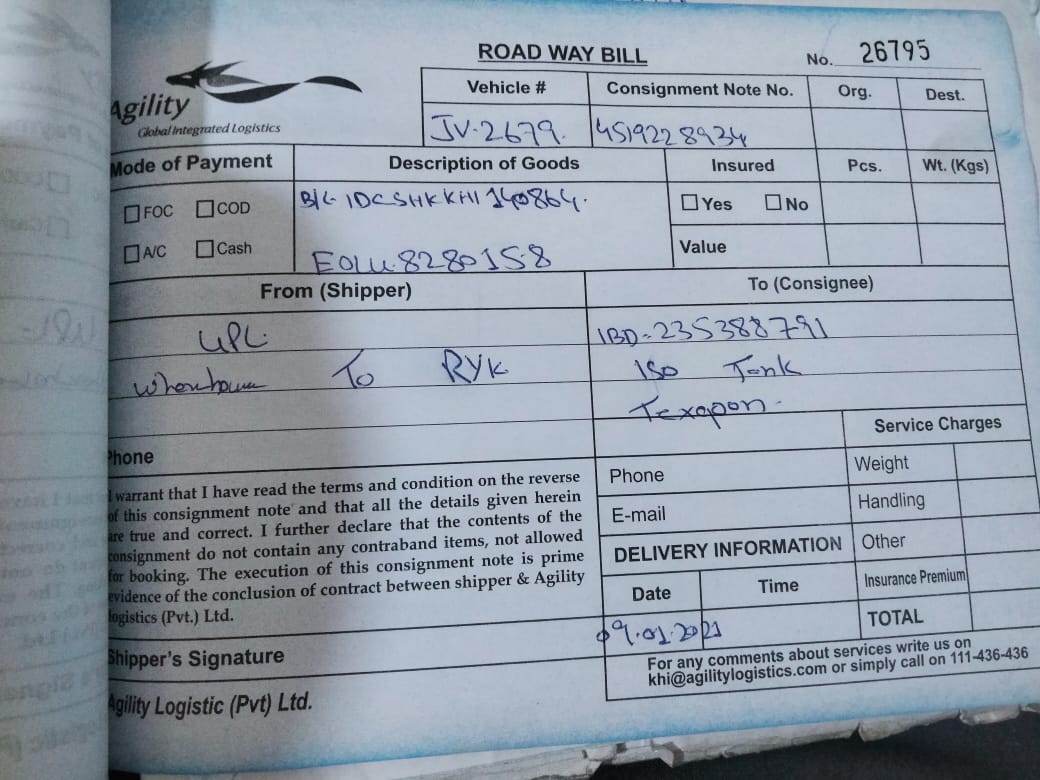 ROAD WAY BILL
No. 26795
Agility
Global Integrated Logistics
Vehicle # Consignment Note No. Org. Dest.
JV-2679. 4519228934
Mode of Payment Description of Goods Insured Pcs. Wt. (Kgs)
FOC COD Yes No
A/C Cash Value
EOLU-8280158
From (Shipper) To (Consignee)
UPL IBD-235388791
To RYK ISO Tank
Texapon
Phone
I warrant that I have read the terms and condition on the reverse
of this consignment note and that all the details given herein
are true and correct. I further declare that the contents of the
consignment do not contain any contraband items, not allowed
for booking. The execution of this consignment note is prime
evidence of the conclusion of contract between shipper & Agility
logistics (Pvt.) Ltd.
Shipper's Signature
Agility Logistic (Pvt) Ltd.
Service Charges
Phone Weight
E-mail Handling
DELIVERY INFORMATION Other
Date Time Insurance Premium
09.01.2021 TOTAL
For any comments about services write us on
khi@agilitylogistics.com or simply call on 111-436-436